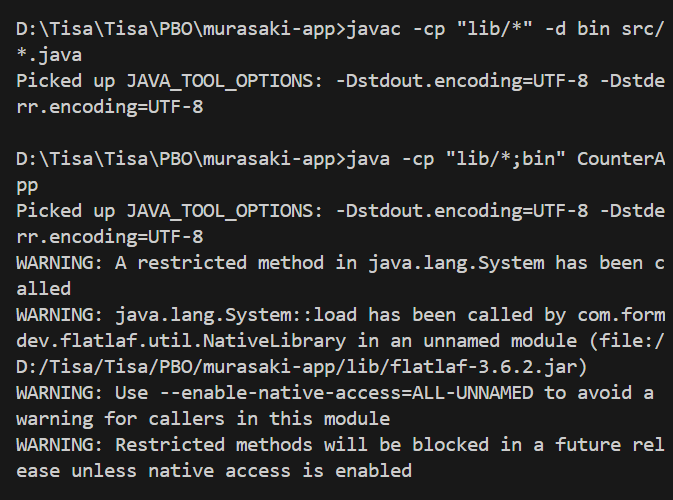 D:\Tisa\Tisa\PBO\murasaki-app>javac -cp "lib/*" -d bin src/
*.java
Picked up JAVA_TOOL_OPTIONS: -Dstdout.encoding=UTF-8 -Dstde
rr.encoding=UTF-8

D:\Tisa\Tisa\PBO\murasaki-app>java -cp "lib/*;bin" CounterA
pp
Picked up JAVA_TOOL_OPTIONS: -Dstdout.encoding=UTF-8 -Dstde
rr.encoding=UTF-8
WARNING: A restricted method in java.lang.System has been c
alled
WARNING: java.lang.System::load has been called by com.form
dev.flatlaf.util.NativeLibrary in an unnamed module (file:/
D:/Tisa/Tisa/PBO/murasaki-app/lib/flatlaf-3.6.2.jar)
WARNING: Use --enable-native-access=ALL-UNNAMED to avoid a
warning for callers in this module
WARNING: Restricted methods will be blocked in a future rel
ease unless native access is enabled